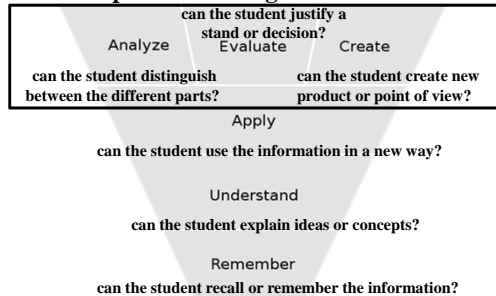 can the student justify a
stand or decision?
Analyze Evaluate Create
can the student distinguish
between the different parts?
can the student create new
product or point of view?
Apply
can the student use the information in a new way?
Understand
can the student explain ideas or concepts?
Remember
can the student recall or remember the information?